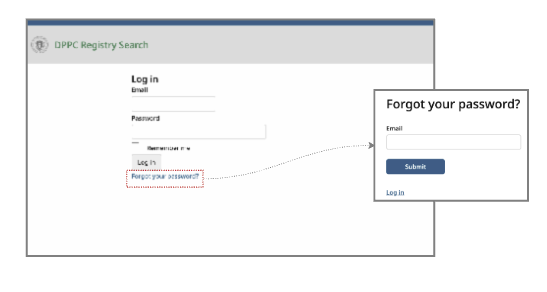 DPPC Registry Search
Log in
Email
Password
Remember me
Log in
Forgot your password?
Forgot your password?
Email
Submit
Log in